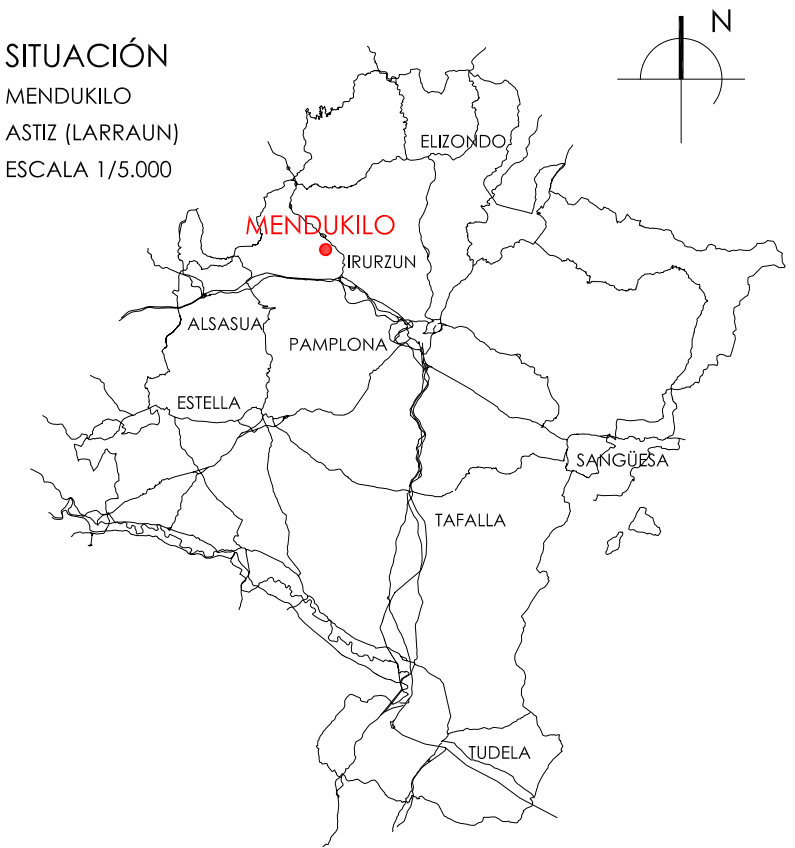 N
SITUACIÓN
MENDUKILO
ASTIZ (LARRAUN)
ESCALA 1/5.000
ELIZONDO
MENDUKILO
IRURZUN
ALSASUA
PAMPLONA
ESTELLA
SANGÜESA
TAFALLA
TUDELA